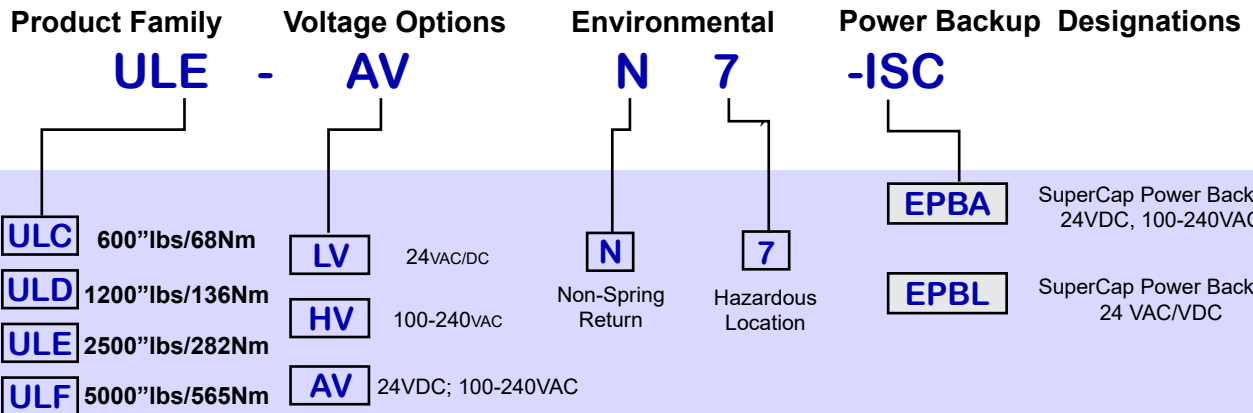 Product Family Voltage Options Environmental Power Backup Designations
ULE - AV N 7 -ISC
EPBA SuperCap Power Back
24VDC, 100-240VAC
ULC 600”lbs/68Nm
LV 24VAC/DC
N 7
ULD 1200”lbs/136Nm
Non-Spring
Return
Hazardous
Location
EPBL SuperCap Power Back
24 VAC/VDC
HV 100-240VAC
ULE 2500”lbs/282Nm
AV 24VDC; 100-240VAC
ULF 5000”lbs/565Nm